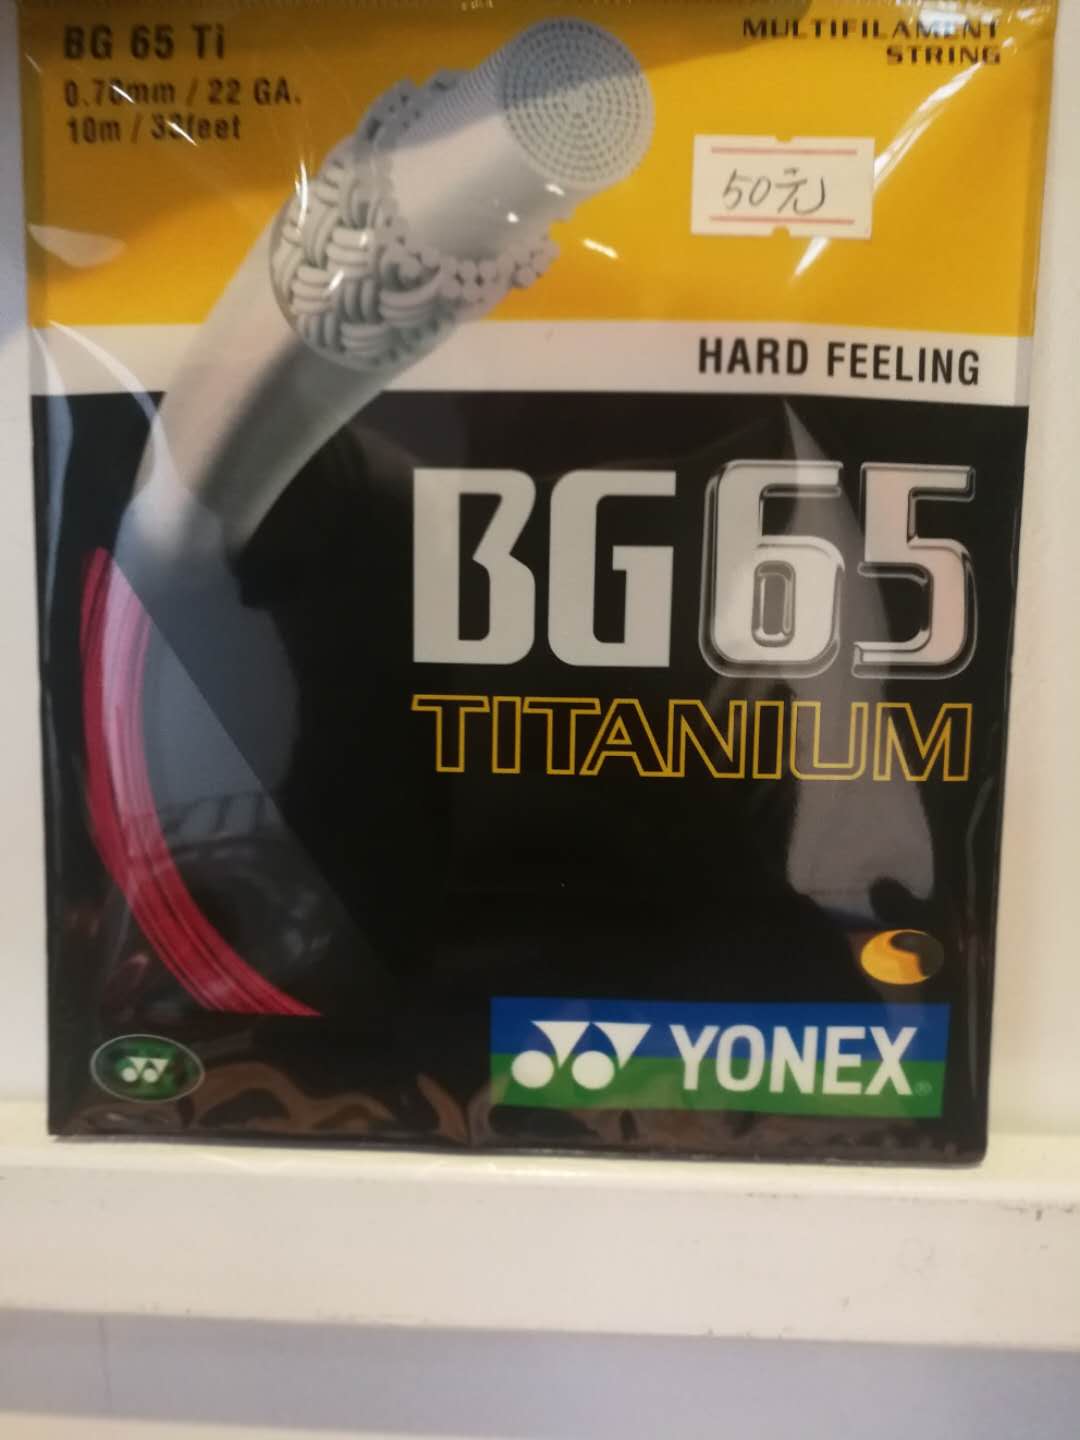 BG 65 Ti
0.70mm / 22 GA.
10m / 33feet
MULTIFILAMENT
STRING
50元
HARD FEELING
BG65
TITANIUM
YONEX®